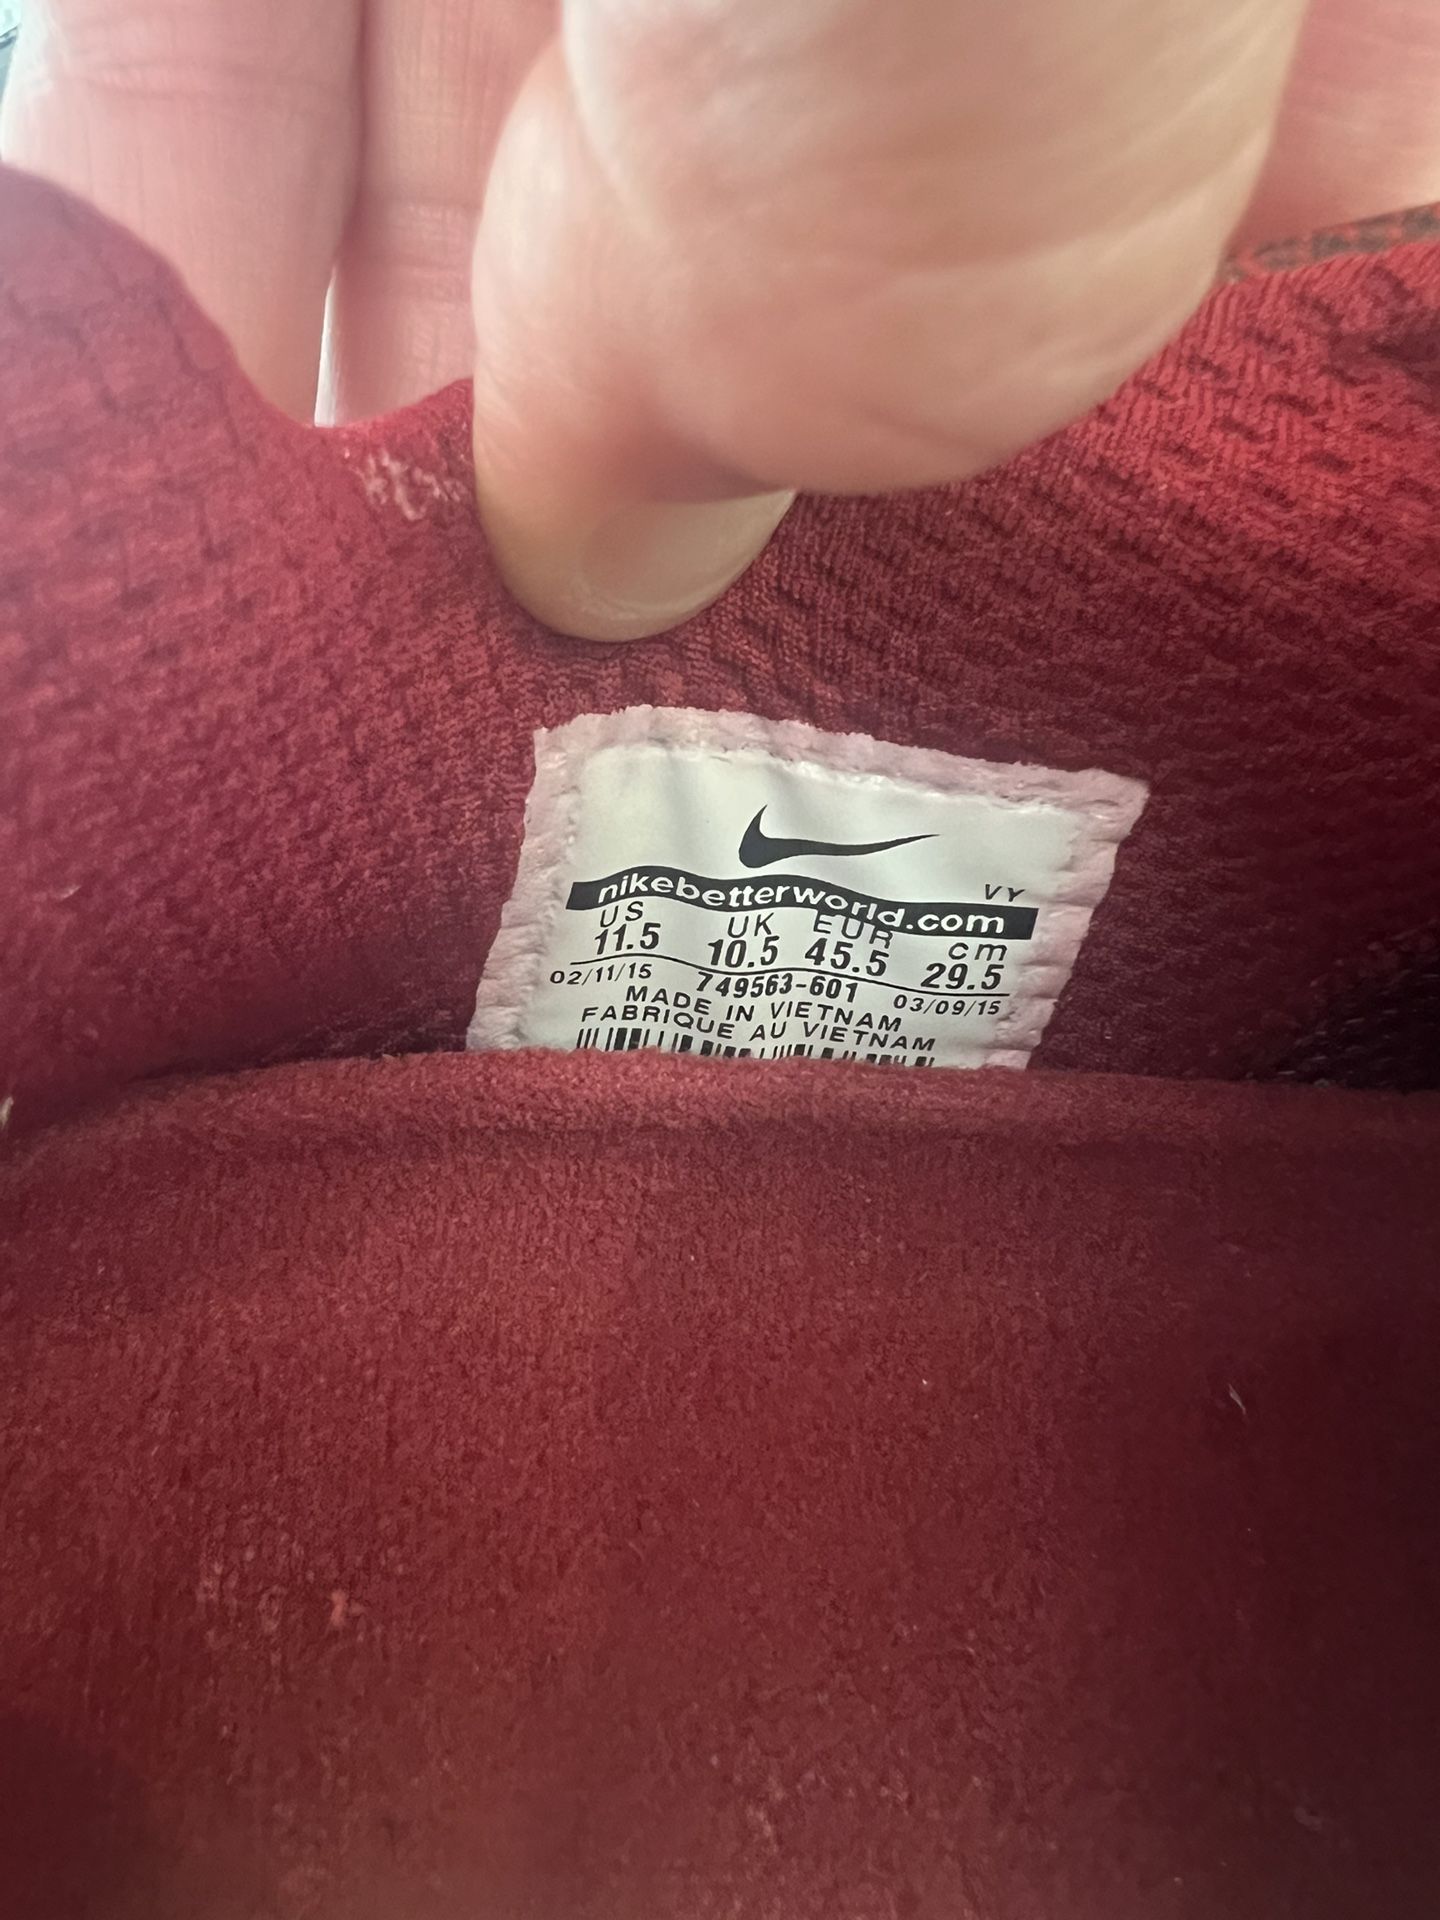 VY
nikebetterworld.com
US UK EUR cm
11.5 10.5 45.5 29.5
02/11/15 749563-601 03/09/15
MADE IN VIETNAM
FABRIQUE AU VIETNAM